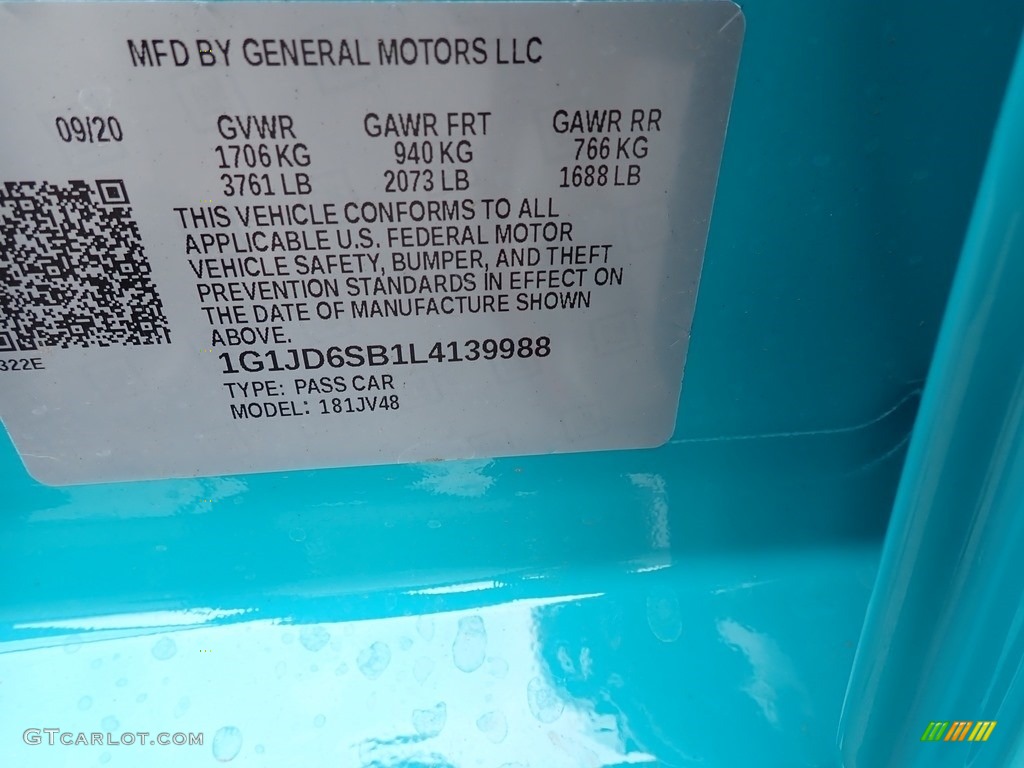 MFD BY GENERAL MOTORS LLC
09/20 GVWR GAWR FRT GAWR RR
1706 KG 940 KG 766 KG
3761 LB 2073 LB 1688 LB
THIS VEHICLE CONFORMS TO ALL
APPLICABLE U.S. FEDERAL MOTOR
VEHICLE SAFETY, BUMPER, AND THEFT
PREVENTION STANDARDS IN EFFECT ON
THE DATE OF MANUFACTURE SHOWN
ABOVE.
322E
1G1JD6SB1L4139988
TYPE: PASS CAR
MODEL: 181JV48
GTCARLOT.COM